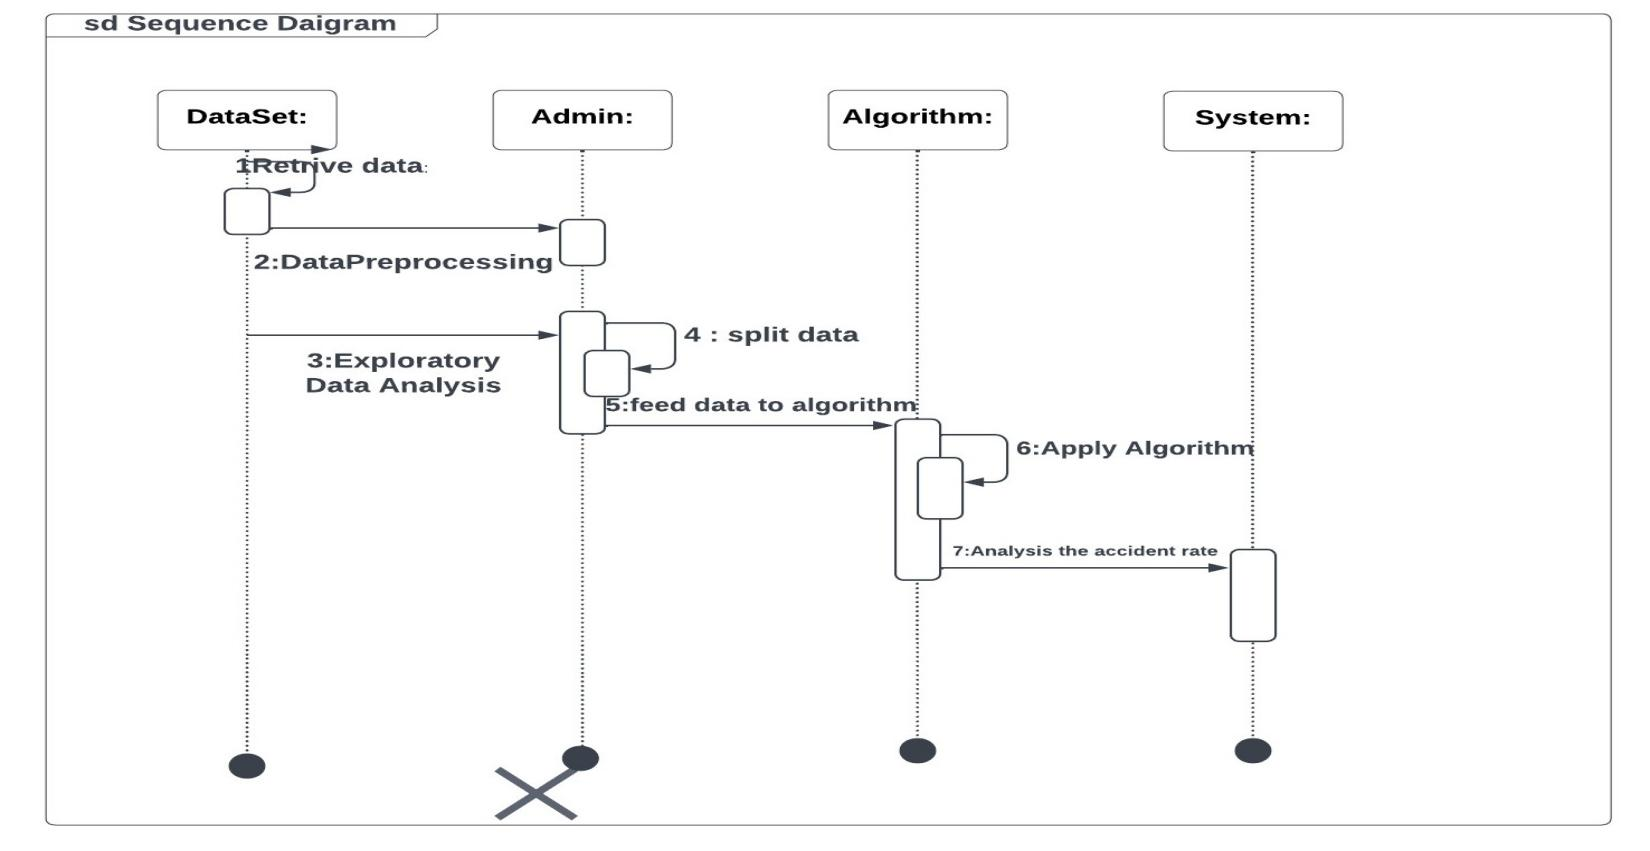 sd Sequence Daigram
DataSet:
Admin:
Algorithm:
System:
1Retrive data:
2:DataPreprocessing
3:Exploratory
Data Analysis
4 : split data
5:feed data to algorithm
6:Apply Algorithm
7:Analysis the accident rate